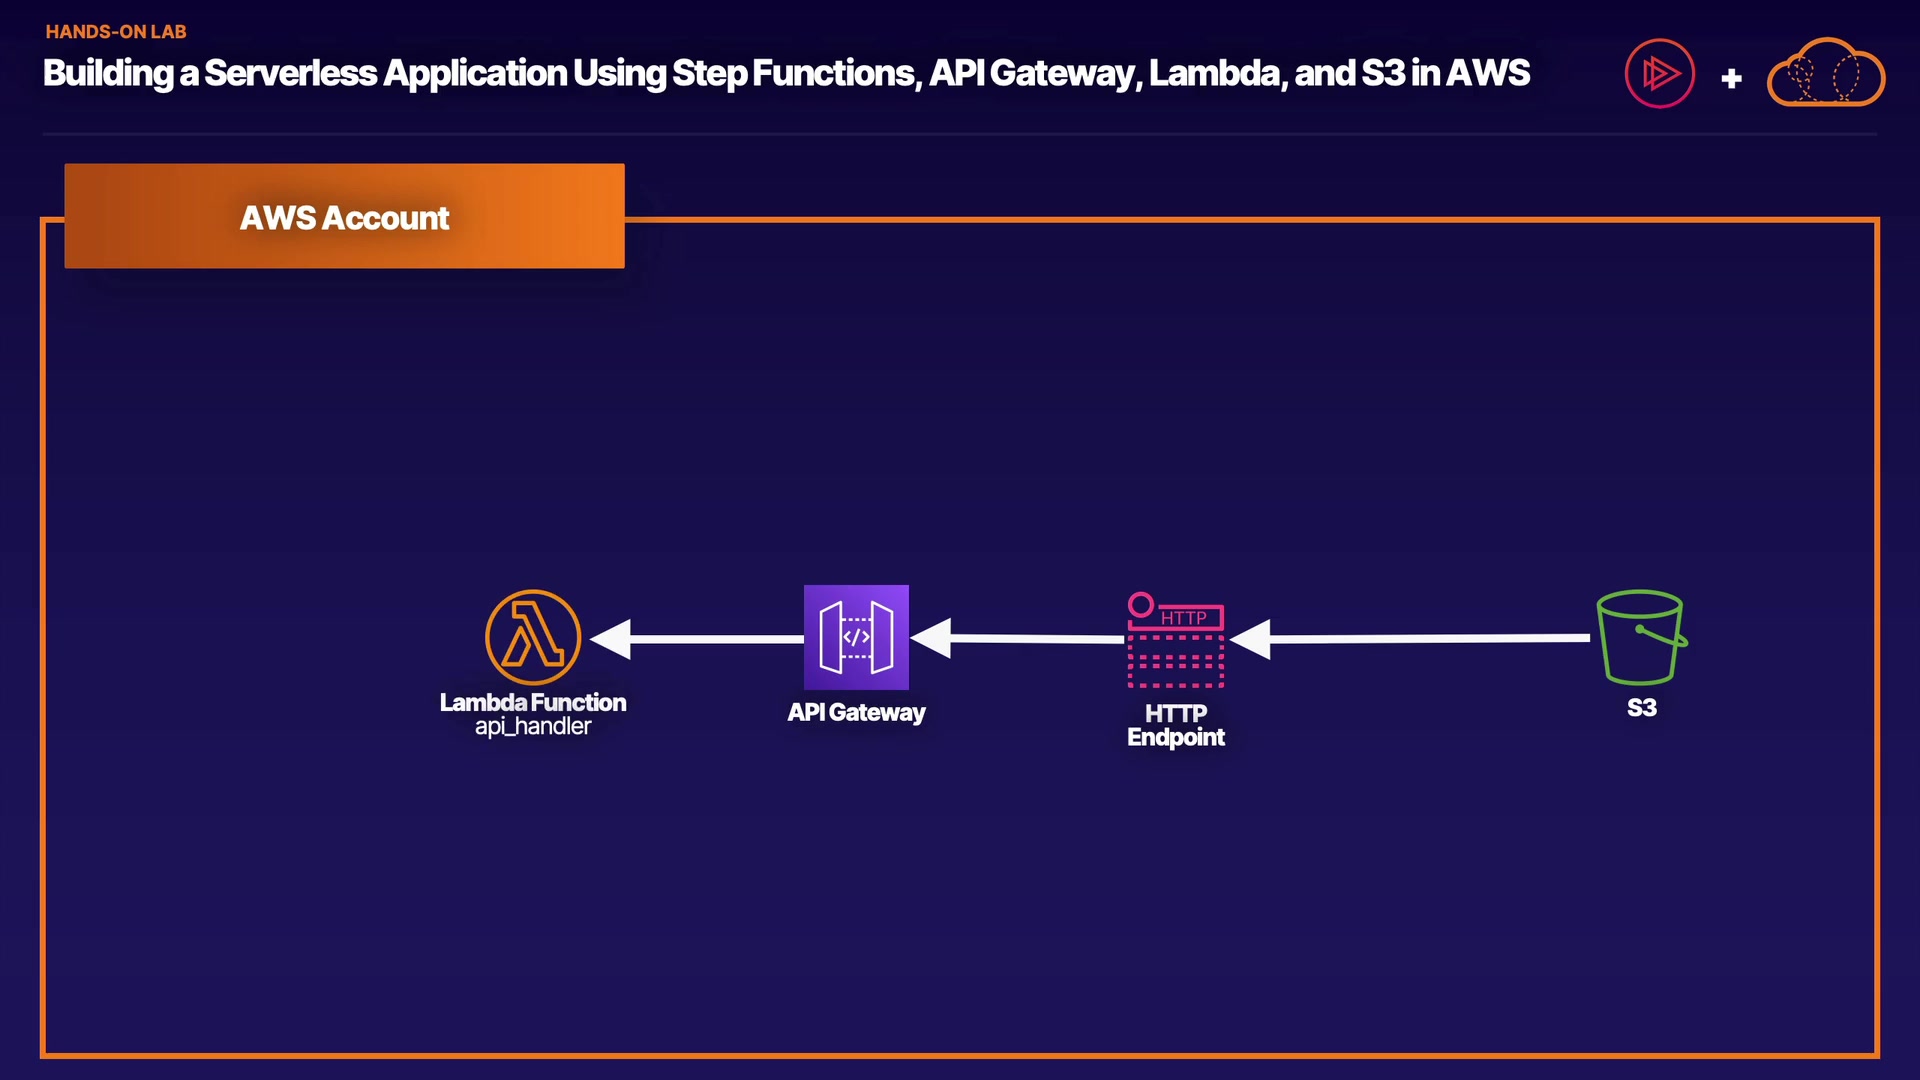 HANDS-ON LAB
Building a Serverless Application Using Step Functions, API Gateway, Lambda, and S3 in AWS
+
AWS Account
HTTP
</>
Lambda Function
api_handler
API Gateway
HTTP
Endpoint
S3